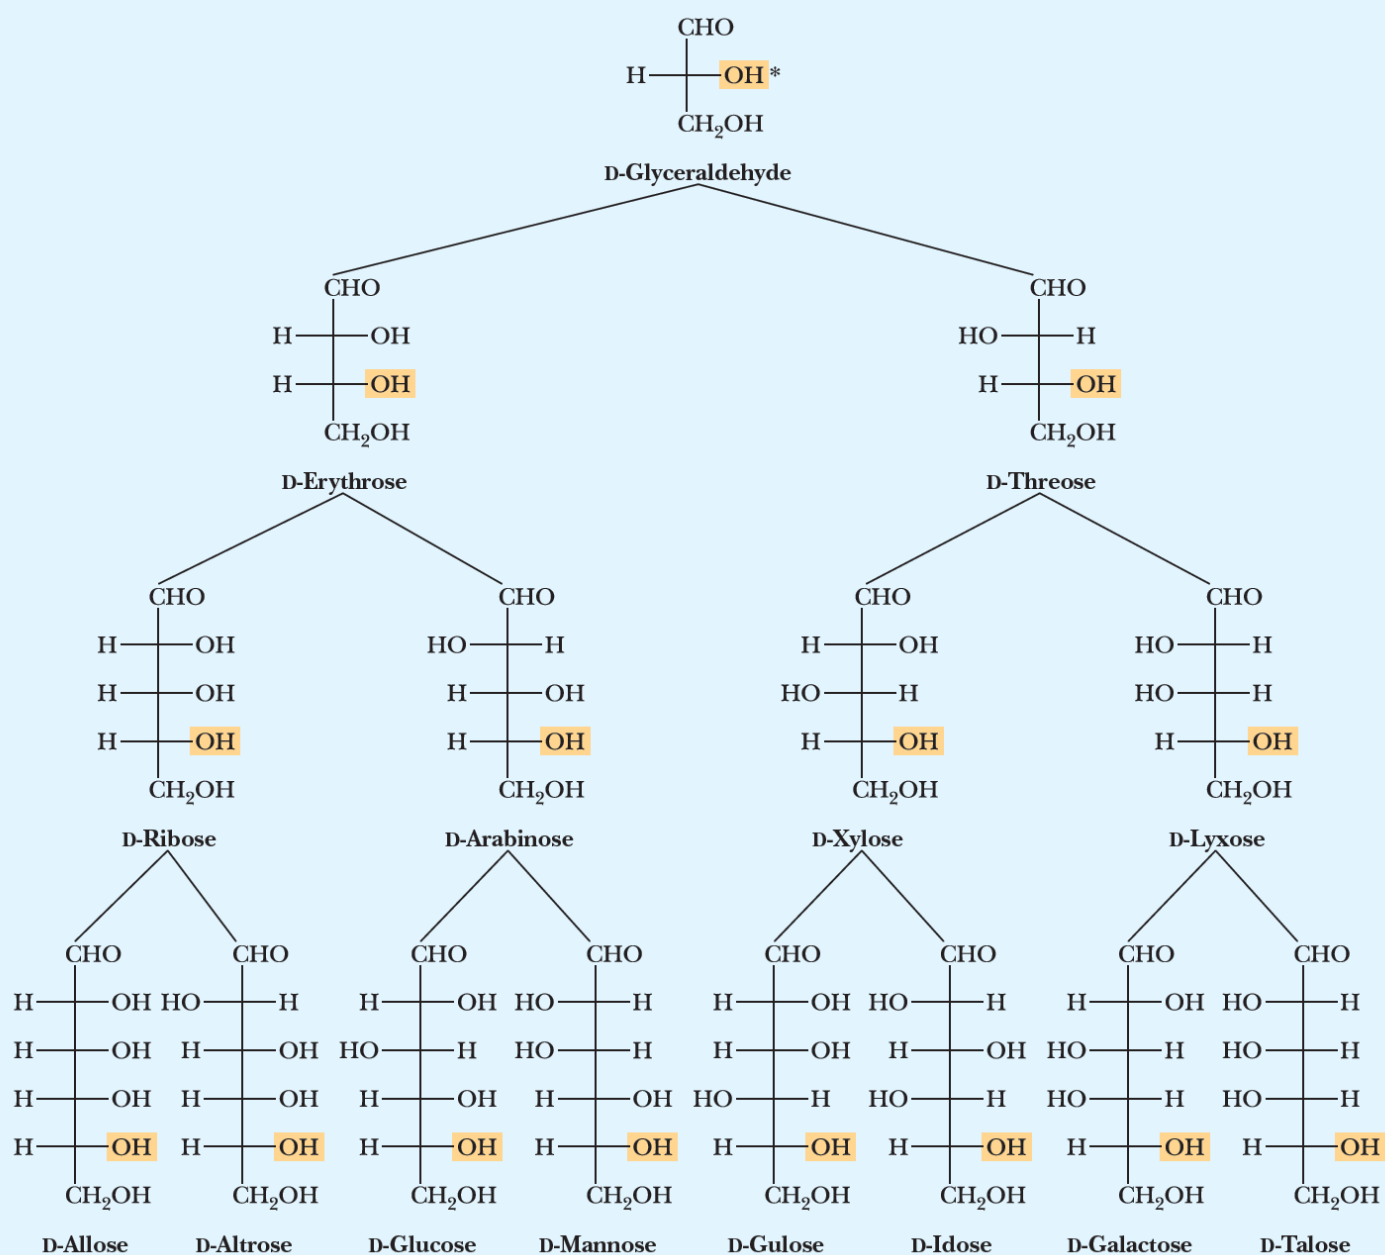 CHO
H OH*
CH₂OH
D-Glyceraldehyde
CHO CHO
H OH HO H
H OH H OH
CH₂OH CH₂OH
D-Erythrose D-Threose
CHO CHO CHO CHO
H OH HO H H OH HO H
H OH H OH HO H HO H
H OH H OH H OH H OH
CH₂OH CH₂OH CH₂OH CH₂OH
D-Ribose D-Arabinose D-Xylose D-Lyxose
CHO CHO CHO CHO CHO CHO CHO CHO
H OH HO H H OH HO H H OH HO H H OH HO H
H OH H OH HO H HO H H OH H OH HO H HO H
H OH H OH H OH H OH HO H HO H HO H HO H
H OH H OH H OH H OH H OH H OH H OH H OH
CH₂OH CH₂OH CH₂OH CH₂OH CH₂OH CH₂OH CH₂OH CH₂OH
D-Allose D-Altrose D-Glucose D-Mannose D-Gulose D-Idose D-Galactose D-Talose